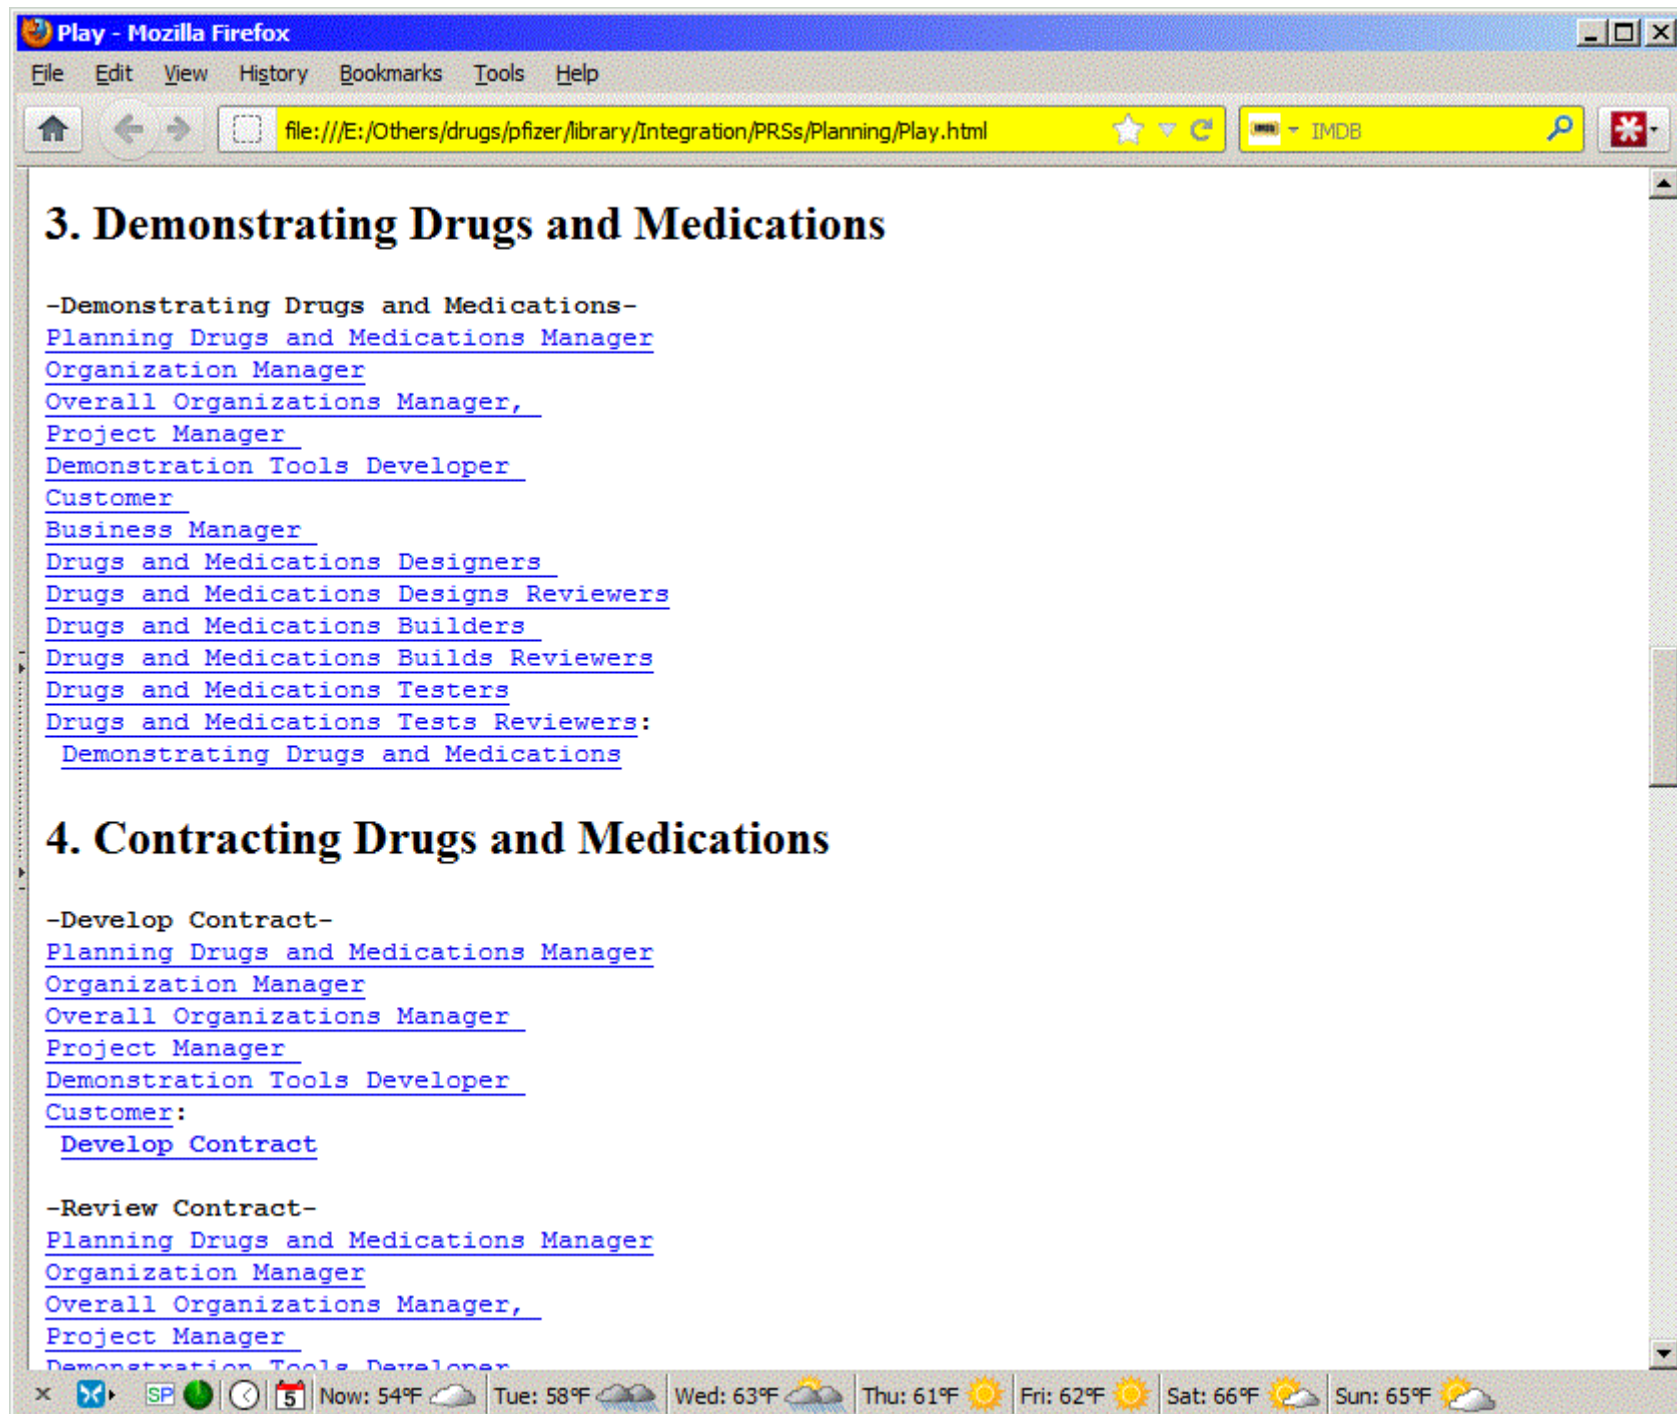 Play - Mozilla Firefox
File Edit View History Bookmarks Tools Help
file:///E:/Others/drugs/pfizer/library/Integration/PRSs/Planning/Play.html IMDB
3. Demonstrating Drugs and Medications
-Demonstrating Drugs and Medications-
Planning Drugs and Medications Manager
Organization Manager
Overall Organizations Manager,
Project Manager
Demonstration Tools Developer
Customer
Business Manager
Drugs and Medications Designers
Drugs and Medications Designs Reviewers
Drugs and Medications Builders
Drugs and Medications Builds Reviewers
Drugs and Medications Testers
Drugs and Medications Tests Reviewers:
Demonstrating Drugs and Medications
4. Contracting Drugs and Medications
-Develop Contract-
Planning Drugs and Medications Manager
Organization Manager
Overall Organizations Manager
Project Manager
Demonstration Tools Developer
Customer:
Develop Contract
-Review Contract-
Planning Drugs and Medications Manager
Organization Manager
Overall Organizations Manager,
Project Manager
Demonstration Tools Developer
SP 5 Now: 54°F Tue: 58°F Wed: 63°F Thu: 61°F Fri: 62°F Sat: 66°F Sun: 65°F